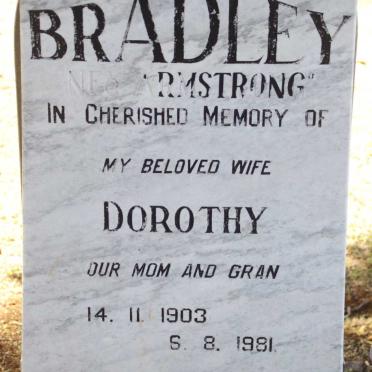 BRADLEY
NEE ARMSTRONG"
IN CHERISHED MEMORY OF
MY BELOVED WIFE
DOROTHY
OUR MOM AND GRAN
14. 11. 1903
6. 8. 1981.